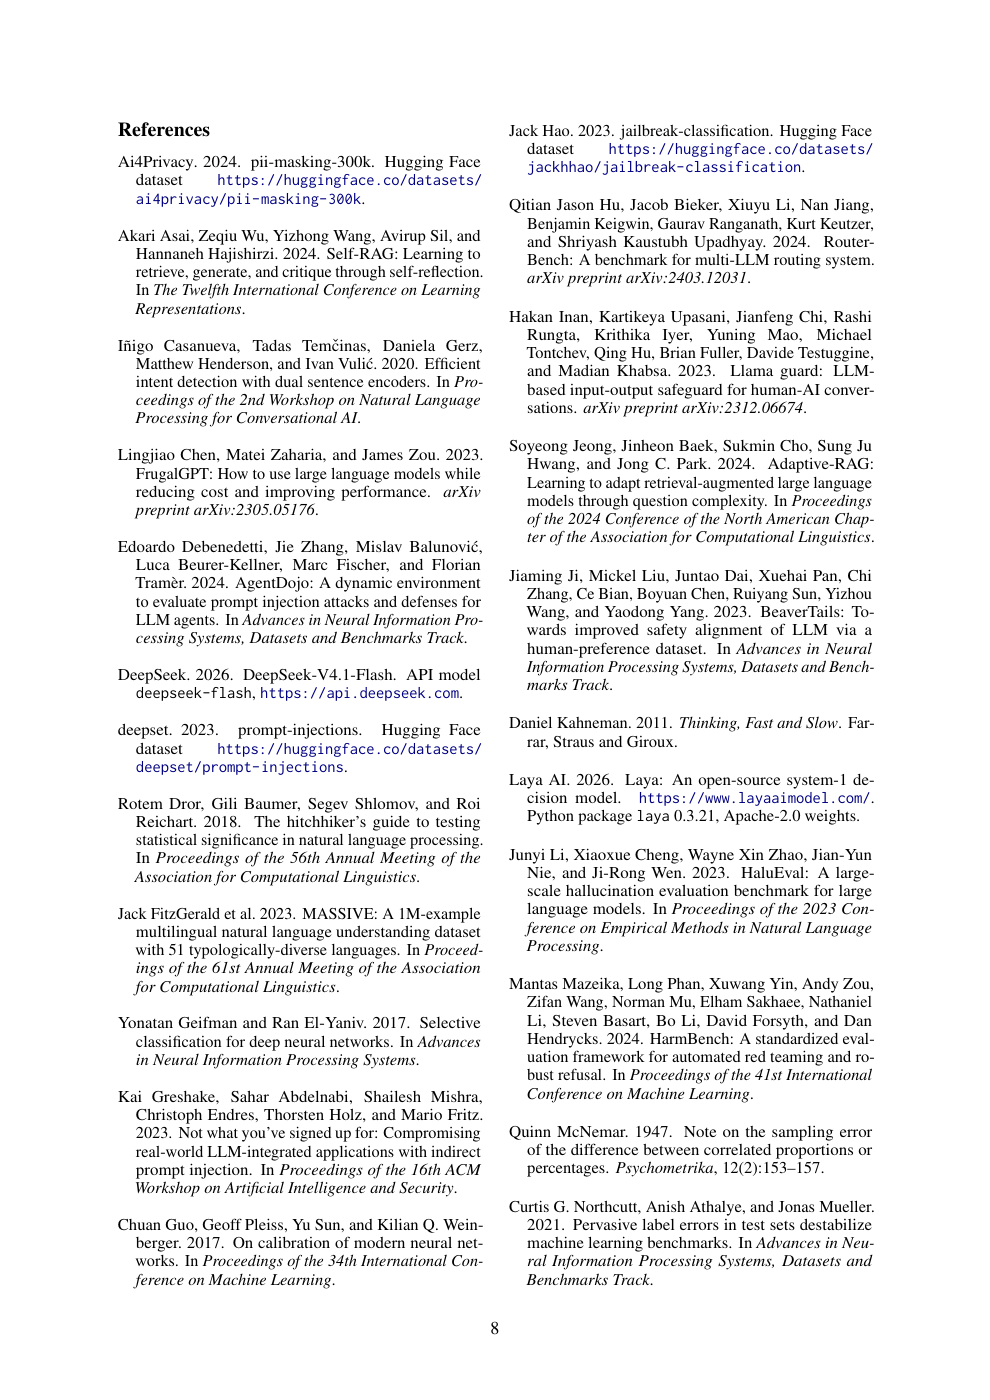 References
Ai4Privacy. 2024. pii-masking-300k. Hugging Face
dataset https://huggingface.co/datasets/
ai4privacy/pii-masking-300k.
Akari Asai, Zeqiu Wu, Yizhong Wang, Avirup Sil, and
Hannaneh Hajishirzi. 2024. Self-RAG: Learning to
retrieve, generate, and critique through self-reflection.
In The Twelfth International Conference on Learning
Representations.
Iñigo Casanueva, Tadas Temčinas, Daniela Gerz,
Matthew Henderson, and Ivan Vulić. 2020. Efficient
intent detection with dual sentence encoders. In Pro-
ceedings of the 2nd Workshop on Natural Language
Processing for Conversational AI.
Lingjiao Chen, Matei Zaharia, and James Zou. 2023.
FrugalGPT: How to use large language models while
reducing cost and improving performance. arXiv
preprint arXiv:2305.05176.
Edoardo Debenedetti, Jie Zhang, Mislav Balunović,
Luca Beurer-Kellner, Marc Fischer, and Florian
Tramèr. 2024. AgentDojo: A dynamic environment
to evaluate prompt injection attacks and defenses for
LLM agents. In Advances in Neural Information Pro-
cessing Systems, Datasets and Benchmarks Track.
DeepSeek. 2026. DeepSeek-V4.1-Flash. API model
deepseek-flash, https://api.deepseek.com.
deepset. 2023. prompt-injections. Hugging Face
dataset https://huggingface.co/datasets/
deepset/prompt-injections.
Rotem Dror, Gili Baumer, Segev Shlomov, and Roi
Reichart. 2018. The hitchhiker's guide to testing
statistical significance in natural language processing.
In Proceedings of the 56th Annual Meeting of the
Association for Computational Linguistics.
Jack FitzGerald et al. 2023. MASSIVE: A 1M-example
multilingual natural language understanding dataset
with 51 typologically-diverse languages. In Proceed-
ings of the 61st Annual Meeting of the Association
for Computational Linguistics.
Yonatan Geifman and Ran El-Yaniv. 2017. Selective
classification for deep neural networks. In Advances
in Neural Information Processing Systems.
Kai Greshake, Sahar Abdelnabi, Shailesh Mishra,
Christoph Endres, Thorsten Holz, and Mario Fritz.
2023. Not what you've signed up for: Compromising
real-world LLM-integrated applications with indirect
prompt injection. In Proceedings of the 16th ACM
Workshop on Artificial Intelligence and Security.
Chuan Guo, Geoff Pleiss, Yu Sun, and Kilian Q. Wein-
berger. 2017. On calibration of modern neural net-
works. In Proceedings of the 34th International Con-
ference on Machine Learning.
Jack Hao. 2023. jailbreak-classification. Hugging Face
dataset https://huggingface.co/datasets/
jackhhao/jailbreak-classification.
Qitian Jason Hu, Jacob Bieker, Xiuyu Li, Nan Jiang,
Benjamin Keigwin, Gaurav Ranganath, Kurt Keutzer,
and Shriyash Kaustubh Upadhyay. 2024. Router-
Bench: A benchmark for multi-LLM routing system.
arXiv preprint arXiv:2403.12031.
Hakan Inan, Kartikeya Upasani, Jianfeng Chi, Rashi
Rungta, Krithika Iyer, Yuning Mao, Michael
Tontchev, Qing Hu, Brian Fuller, Davide Testuggine,
and Madian Khabsa. 2023. Llama guard: LLM-
based input-output safeguard for human-AI conver-
sations. arXiv preprint arXiv:2312.06674.
Soyeong Jeong, Jinheon Baek, Sukmin Cho, Sung Ju
Hwang, and Jong C. Park. 2024. Adaptive-RAG:
Learning to adapt retrieval-augmented large language
models through question complexity. In Proceedings
of the 2024 Conference of the North American Chap-
ter of the Association for Computational Linguistics.
Jiaming Ji, Mickel Liu, Juntao Dai, Xuehai Pan, Chi
Zhang, Ce Bian, Boyuan Chen, Ruiyang Sun, Yizhou
Wang, and Yaodong Yang. 2023. BeaverTails: To-
wards improved safety alignment of LLM via a
human-preference dataset. In Advances in Neural
Information Processing Systems, Datasets and Bench-
marks Track.
Daniel Kahneman. 2011. Thinking, Fast and Slow. Far-
rar, Straus and Giroux.
Laya AI. 2026. Laya: An open-source system-1 de-
cision model. https://www.layaaimodel.com/.
Python package laya 0.3.21, Apache-2.0 weights.
Junyi Li, Xiaoxue Cheng, Wayne Xin Zhao, Jian-Yun
Nie, and Ji-Rong Wen. 2023. HaluEval: A large-
scale hallucination evaluation benchmark for large
language models. In Proceedings of the 2023 Con-
ference on Empirical Methods in Natural Language
Processing.
Mantas Mazeika, Long Phan, Xuwang Yin, Andy Zou,
Zifan Wang, Norman Mu, Elham Sakhaee, Nathaniel
Li, Steven Basart, Bo Li, David Forsyth, and Dan
Hendrycks. 2024. HarmBench: A standardized eval-
uation framework for automated red teaming and ro-
bust refusal. In Proceedings of the 41st International
Conference on Machine Learning.
Quinn McNemar. 1947. Note on the sampling error
of the difference between correlated proportions or
percentages. Psychometrika, 12(2):153–157.
Curtis G. Northcutt, Anish Athalye, and Jonas Mueller.
2021. Pervasive label errors in test sets destabilize
machine learning benchmarks. In Advances in Neu-
ral Information Processing Systems, Datasets and
Benchmarks Track.
8